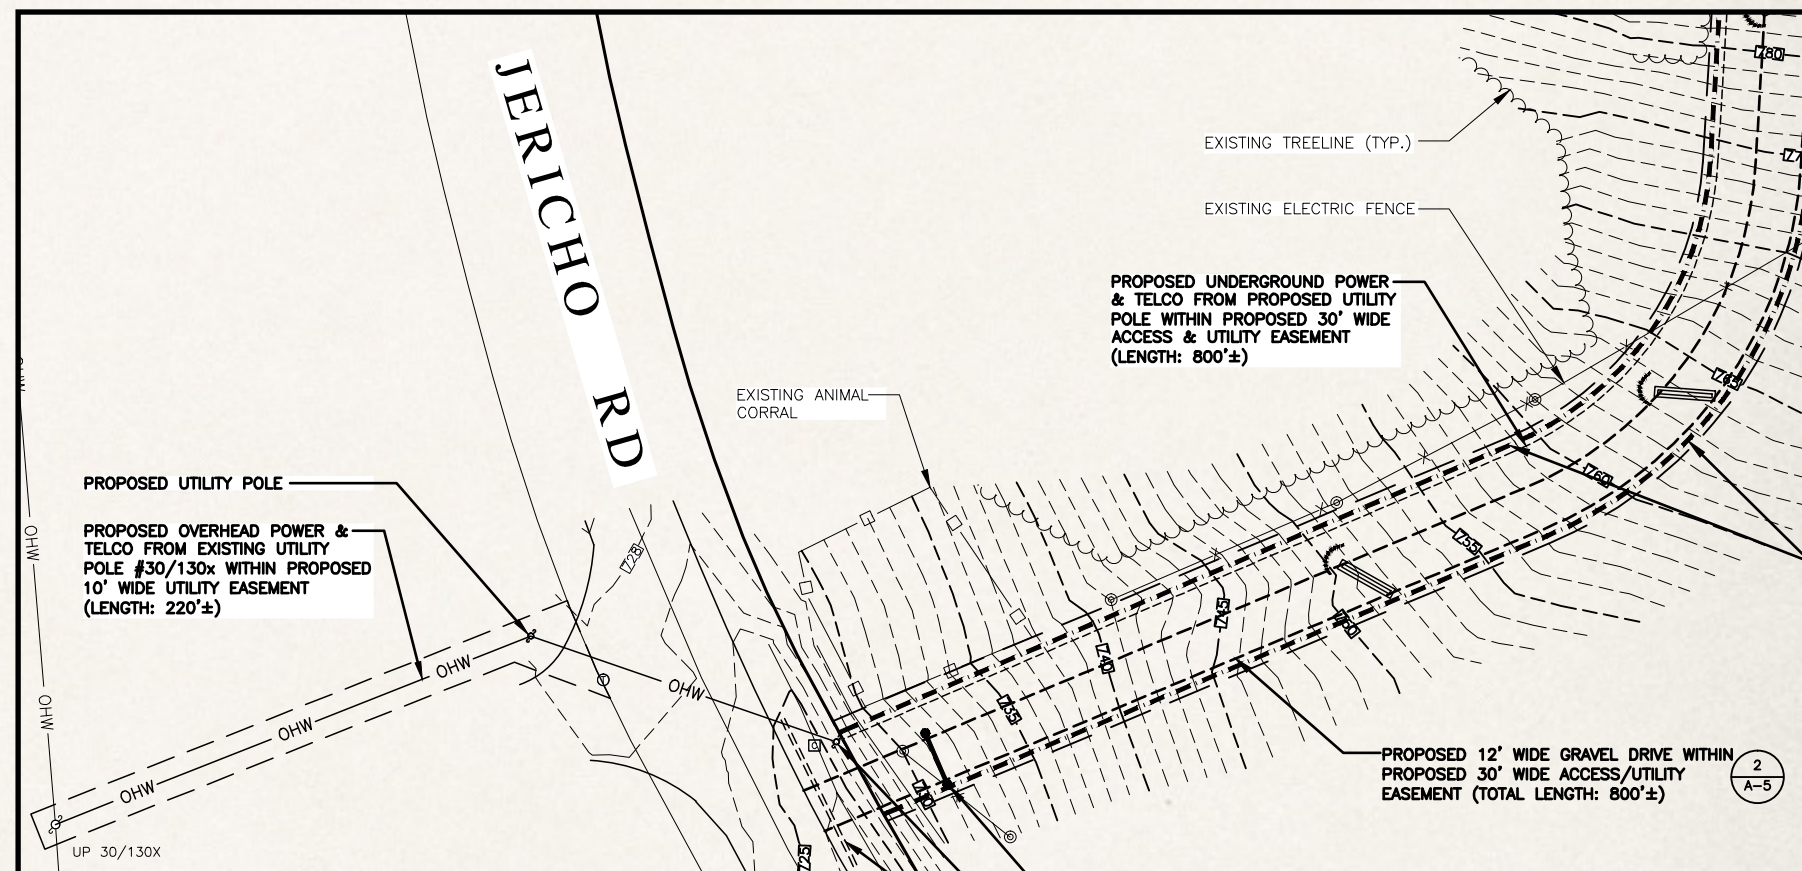 JERICHO RD
EXISTING TREELINE (TYP.)
EXISTING ELECTRIC FENCE
PROPOSED UNDERGROUND POWER
& TELCO FROM PROPOSED UTILITY
POLE WITHIN PROPOSED 30' WIDE
ACCESS & UTILITY EASEMENT
(LENGTH: 800'±)
EXISTING ANIMAL
CORRAL
PROPOSED UTILITY POLE
PROPOSED OVERHEAD POWER &
TELCO FROM EXISTING UTILITY
POLE #30/130x WITHIN PROPOSED
10' WIDE UTILITY EASEMENT
(LENGTH: 220'±)
OHW
OHW
OHW
OHW
OHW
OHW
UP 30/130X
PROPOSED 12' WIDE GRAVEL DRIVE WITHIN
PROPOSED 30' WIDE ACCESS/UTILITY
EASEMENT (TOTAL LENGTH: 800'±)
2
A-5
780
765
760
755
750
745
740
735
730
728
725